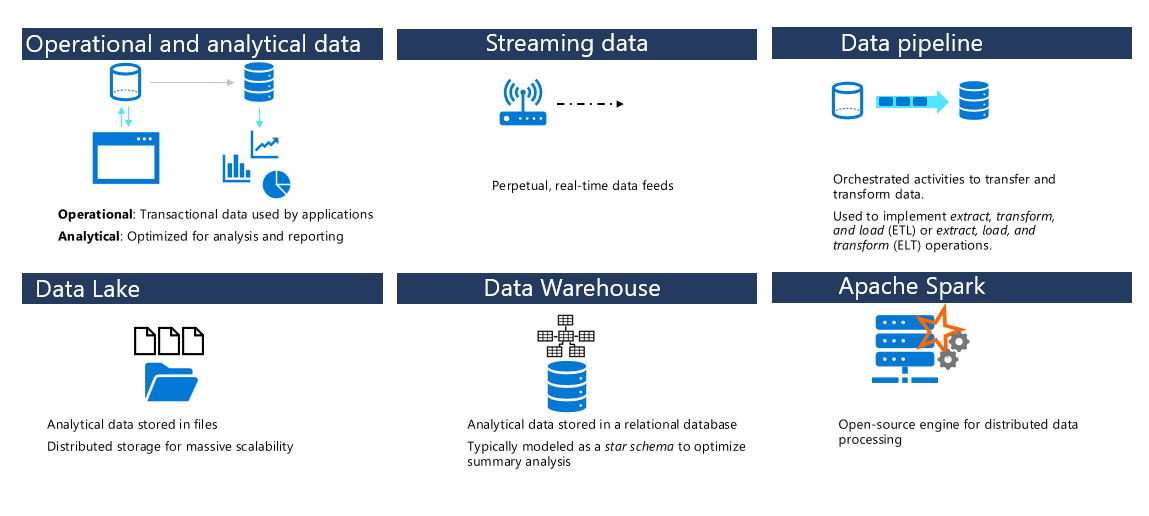 Operational and analytical data
Streaming data
Data pipeline
Operational: Transactional data used by applications
Analytical: Optimized for analysis and reporting
Perpetual, real-time data feeds
Orchestrated activities to transfer and
transform data.
Used to implement extract, transform,
and load (ETL) or extract, load, and
transform (ELT) operations.
Data Lake
Data Warehouse
Apache Spark
Analytical data stored in files
Distributed storage for massive scalability
Analytical data stored in a relational database
Typically modeled as a star schema to optimize
summary analysis
Open-source engine for distributed data
processing